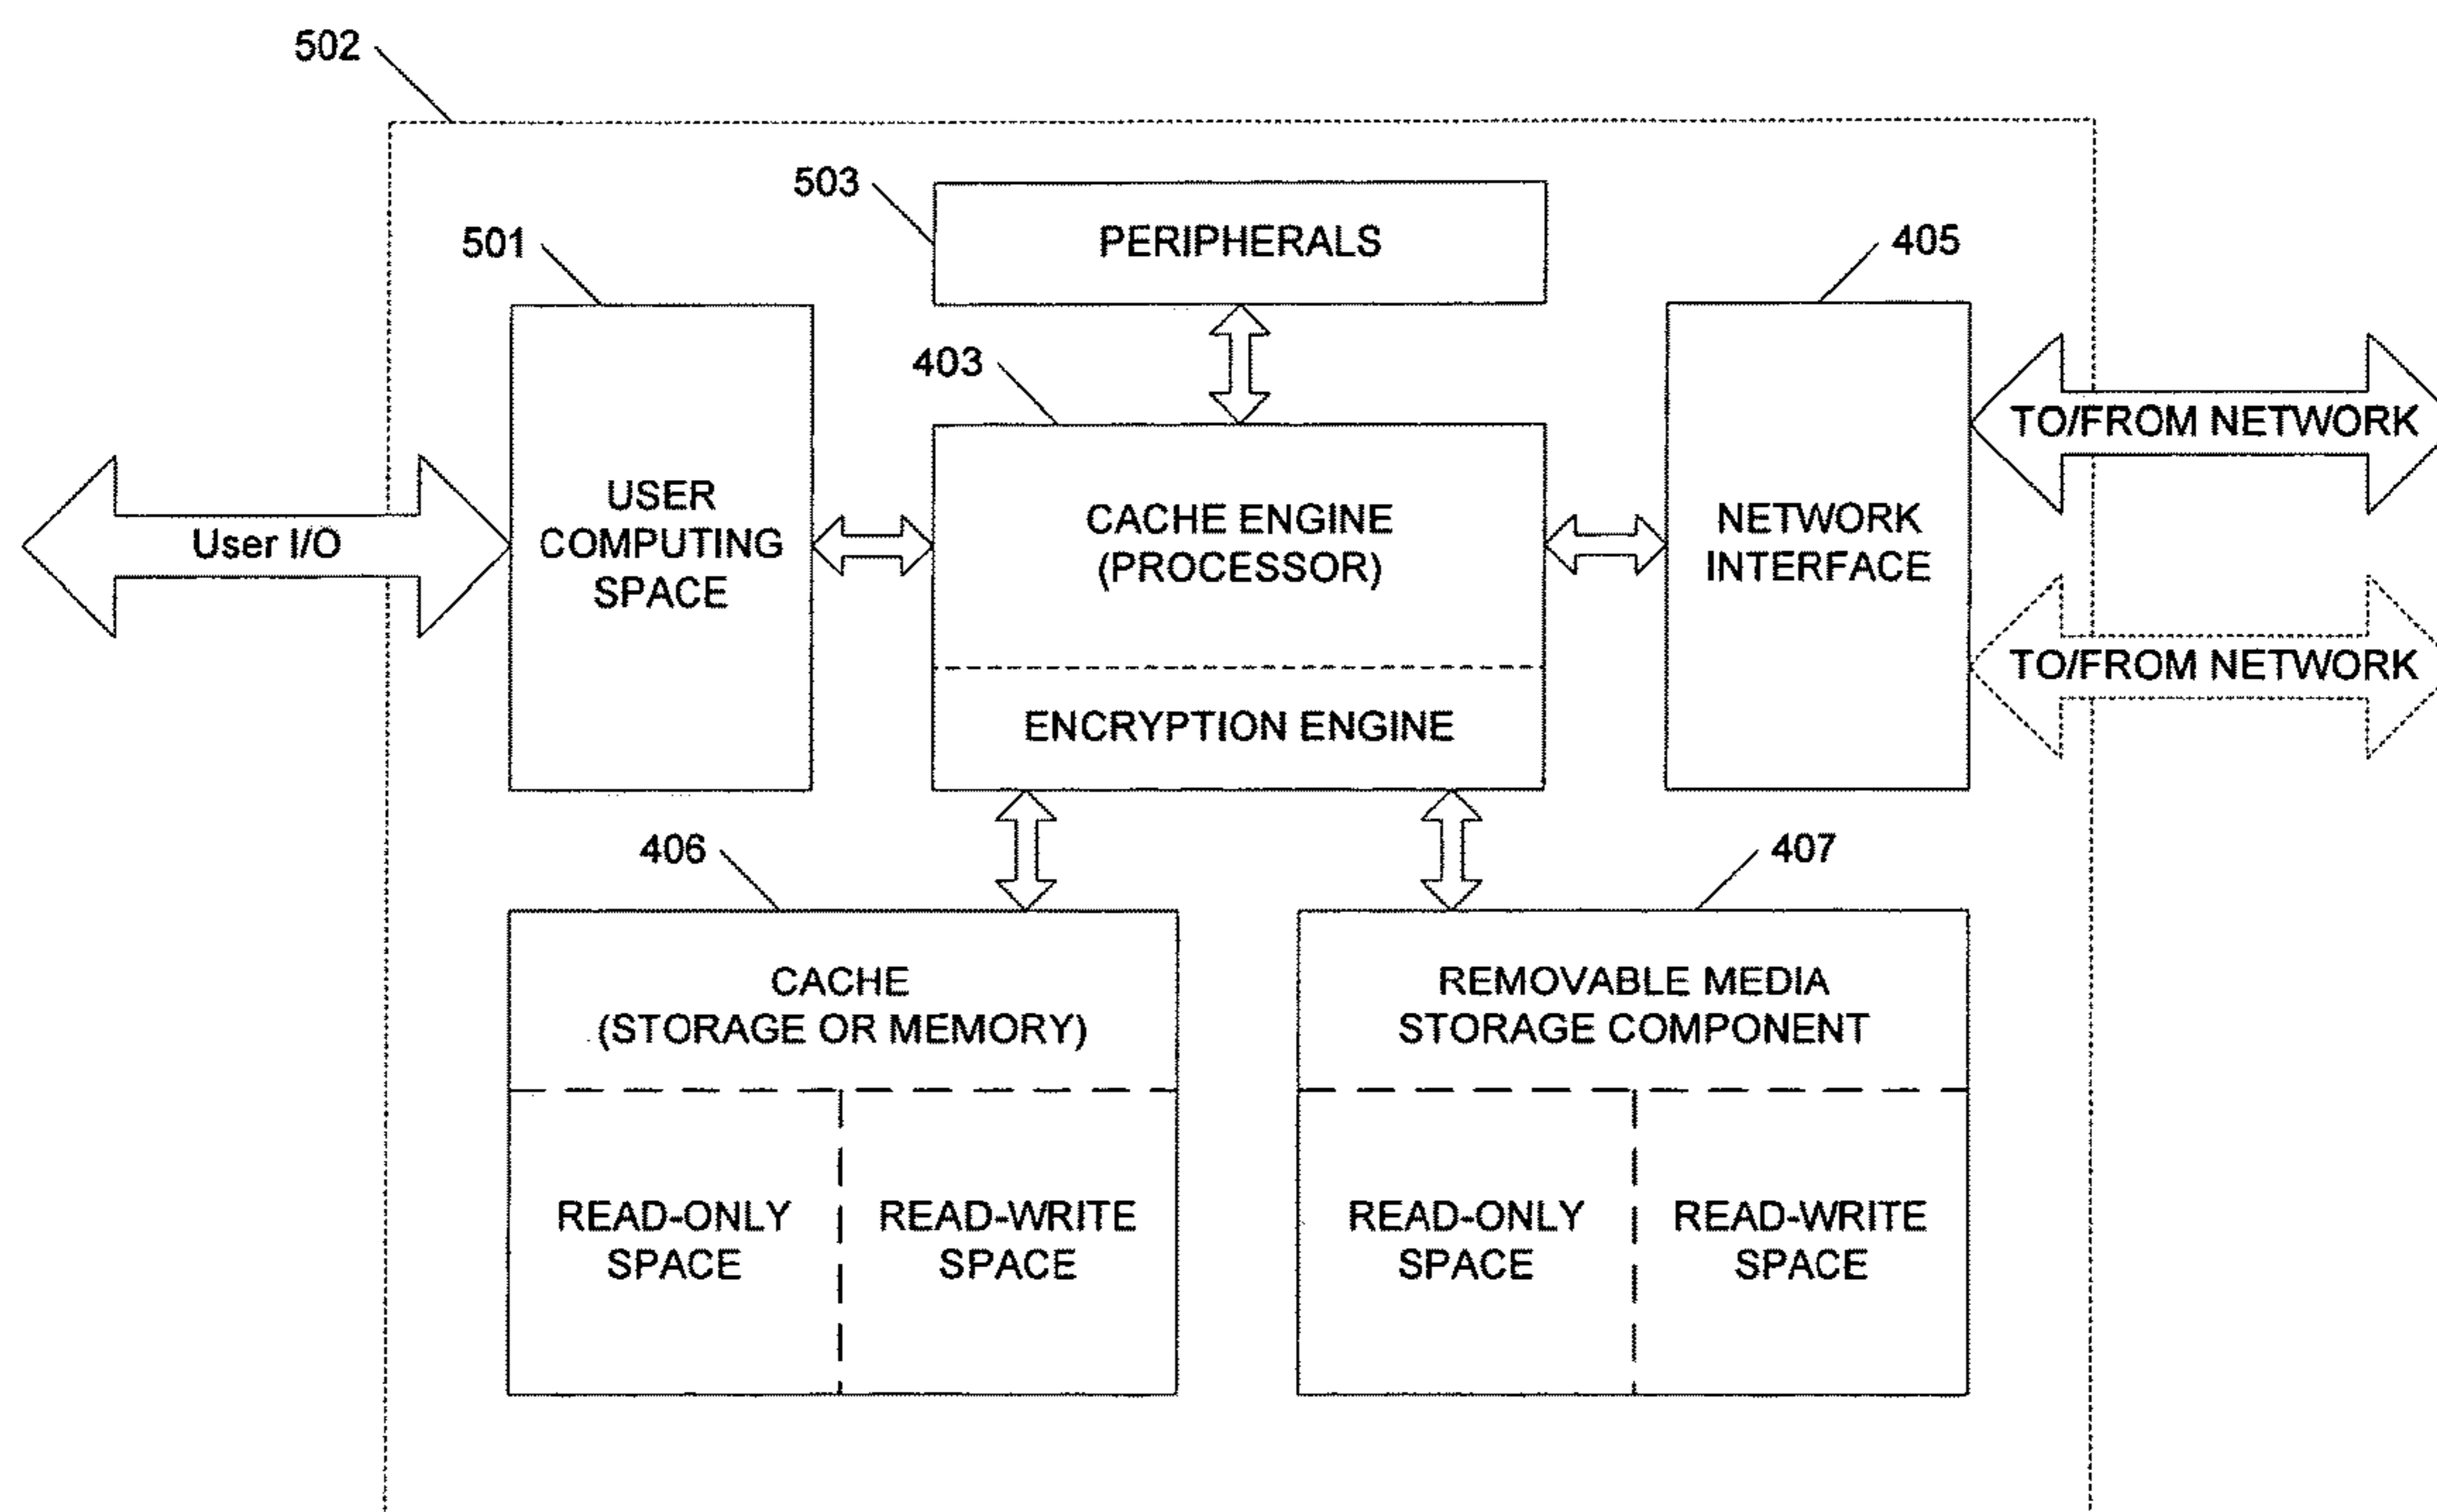 502
503
PERIPHERALS
501
405
403
TO/FROM NETWORK
USER
COMPUTING
SPACE
User I/O
CACHE ENGINE
(PROCESSOR)
NETWORK
INTERFACE
TO/FROM NETWORK
ENCRYPTION ENGINE
406
407
CACHE
(STORAGE OR MEMORY)
REMOVABLE MEDIA
STORAGE COMPONENT
READ-ONLY
SPACE
READ-WRITE
SPACE
READ-ONLY
SPACE
READ-WRITE
SPACE